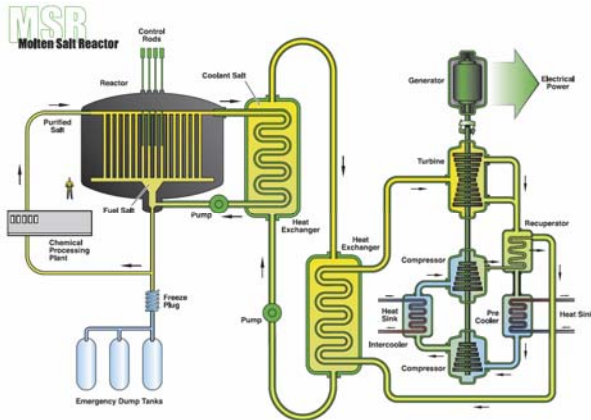 MSR
Molten Salt Reactor
Control
Rods
Reactor
Coolant Salt
Purified
Salt
Fuel Salt
Pump
Heat
Exchanger
Chemical
Processing
Plant
Freeze
Plug
Emergency Dump Tanks
Pump
Heat
Exchanger
Generator
Electrical
Power
Turbine
Recuperator
Compressor
Heat
Sink
Pre
Cooler
Heat Sink
Intercooler
Compressor